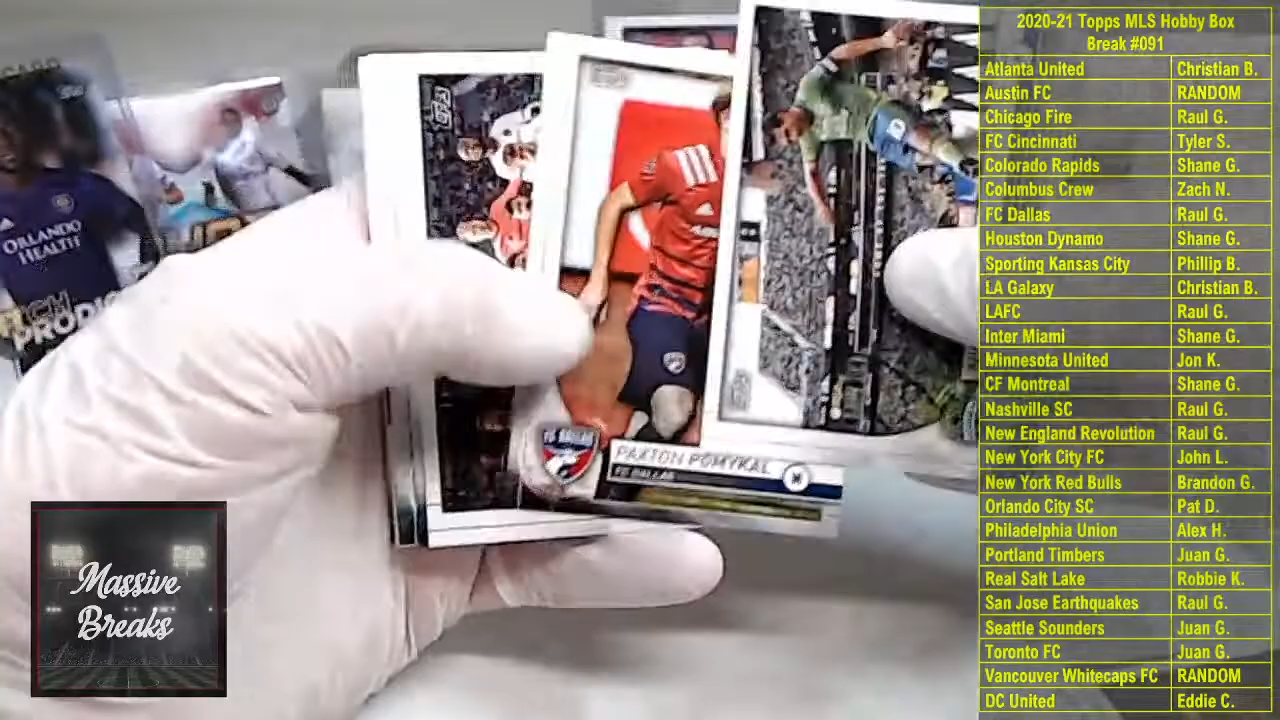 2020-21 Topps MLS Hobby Box
Break #091
Atlanta United Christian B.
Austin FC RANDOM
Chicago Fire Raul G.
FC Cincinnati Tyler S.
Colorado Rapids Shane G.
Columbus Crew Zach N.
FC Dallas Raul G.
Houston Dynamo Shane G.
Sporting Kansas City Phillip B.
LA Galaxy Christian B.
LAFC Raul G.
Inter Miami Shane G.
Minnesota United Jon K.
CF Montreal Shane G.
Nashville SC Raul G.
New England Revolution Raul G.
New York City FC John L.
New York Red Bulls Brandon G.
Orlando City SC Pat D.
Philadelphia Union Alex H.
Portland Timbers Juan G.
Real Salt Lake Robbie K.
San Jose Earthquakes Raul G.
Seattle Sounders Juan G.
Toronto FC Juan G.
Vancouver Whitecaps FC RANDOM
DC United Eddie C.
ORLANDO
HEALTH
PAXTON POMYKAL
FC DALLAS
M
FC DALLAS
Massive
Breaks